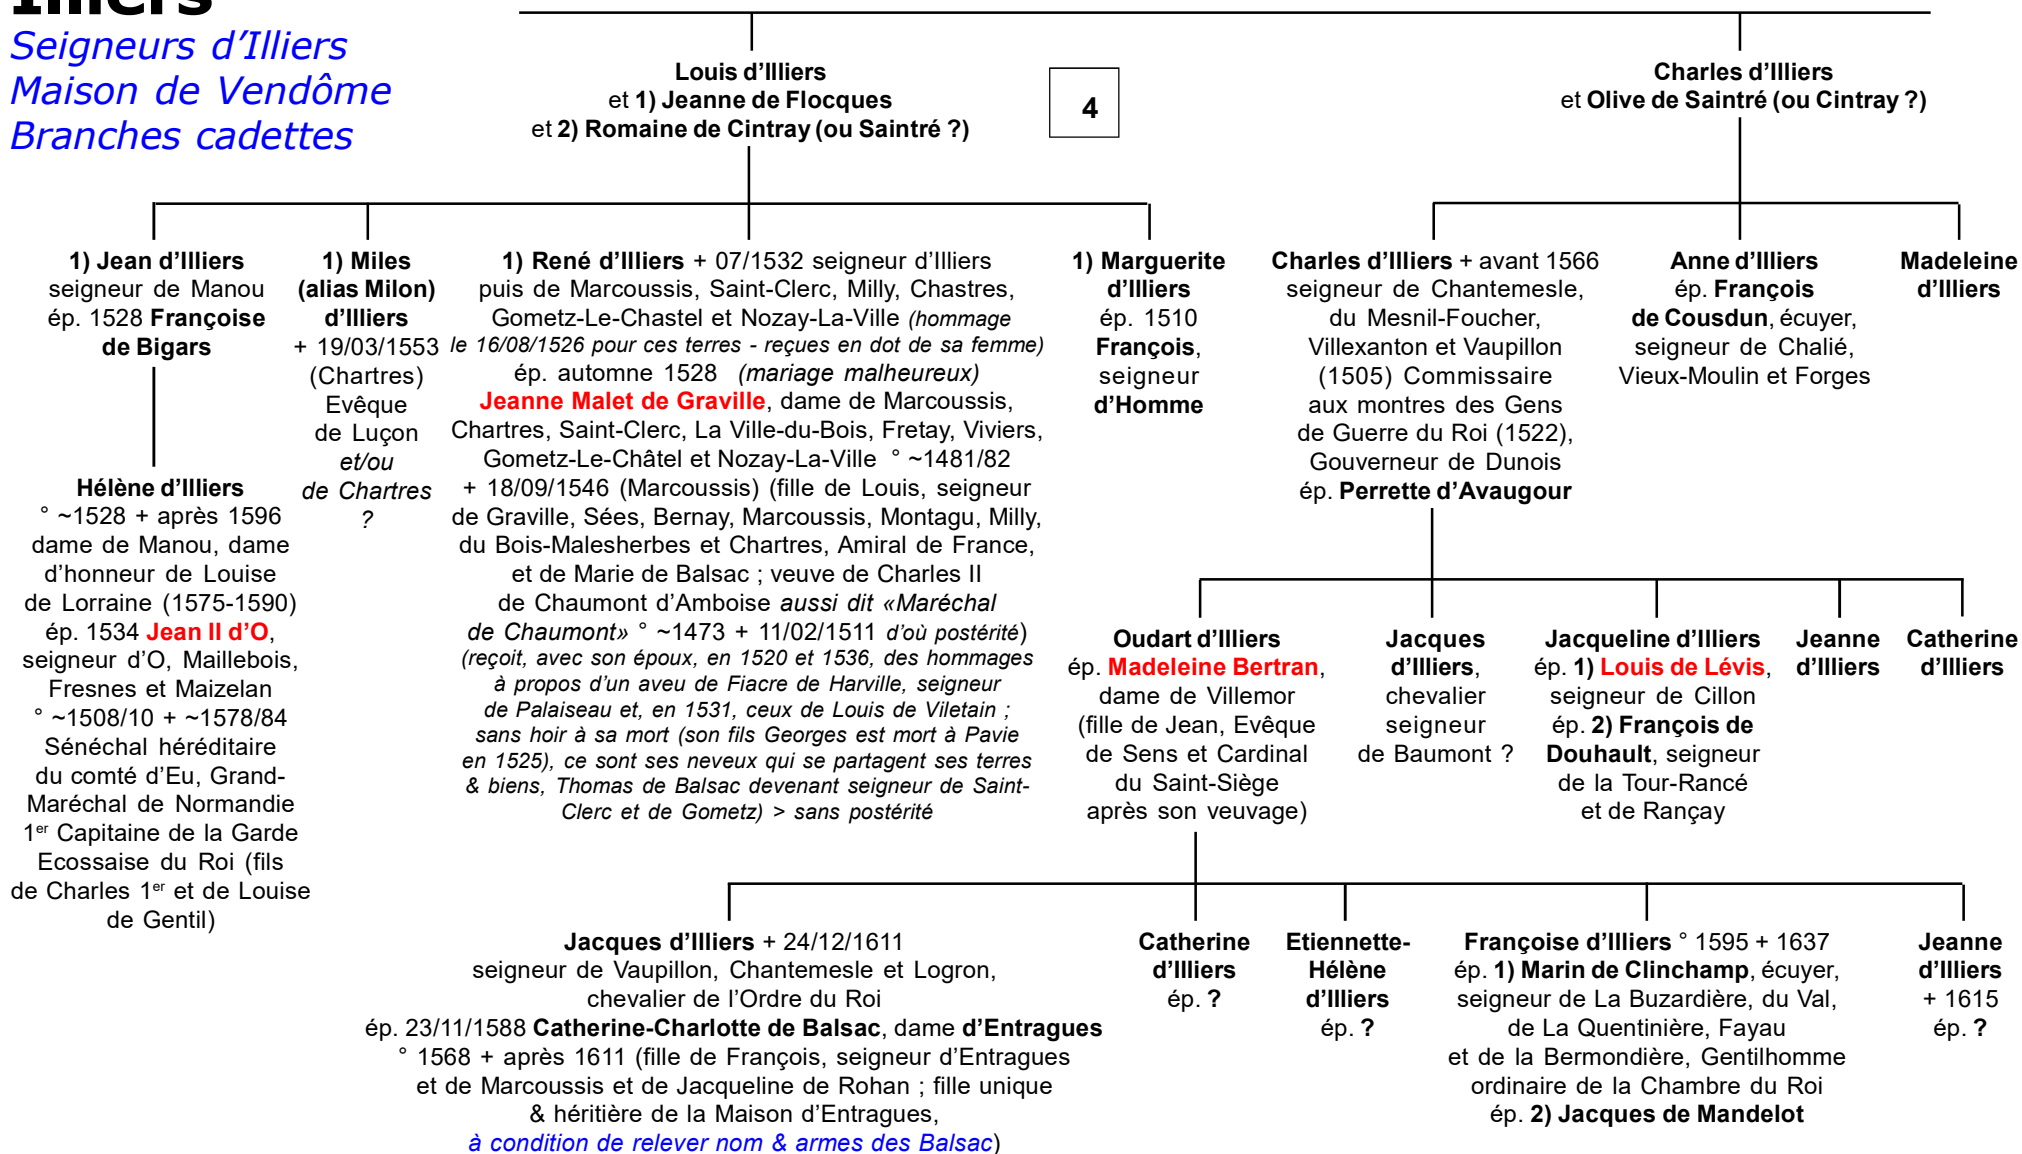 Illiers
Seigneurs d’Illiers
Maison de Vendôme
Branches cadettes
Louis d’Illiers
et 1) Jeanne de Flocques
et 2) Romaine de Cintray (ou Saintré ?)
4
Charles d’Illiers
et Olive de Saintré (ou Cintray ?)
1) Jean d’Illiers
seigneur de Manou
ép. 1528 Françoise
de Bigars
1) Miles
(alias Milon)
d’Illiers
+ 19/03/1553
(Chartres)
Evêque
de Luçon
et/ou
de Chartres
?
1) René d’Illiers + 07/1532 seigneur d’Illiers
puis de Marcoussis, Saint-Clerc, Milly, Chastres,
Gometz-Le-Chastel et Nozay-La-Ville (hommage
le 16/08/1526 pour ces terres - reçues en dot de sa femme)
ép. automne 1528 (mariage malheureux)
Jeanne Malet de Graville, dame de Marcoussis,
Chartres, Saint-Clerc, La Ville-du-Bois, Fretay, Viviers,
Gometz-Le-Châtel et Nozay-La-Ville ° ~1481/82
+ 18/09/1546 (Marcoussis) (fille de Louis, seigneur
de Graville, Sées, Bernay, Marcoussis, Montagu, Milly,
du Bois-Malesherbes et Chartres, Amiral de France,
et de Marie de Balsac ; veuve de Charles II
de Chaumont d’Amboise aussi dit «Maréchal
de Chaumont» ° ~1473 + 11/02/1511 d’où postérité)
(reçoit, avec son époux, en 1520 et 1536, des hommages
à propos d’un aveu de Fiacre de Harville, seigneur
de Palaiseau et, en 1531, ceux de Louis de Viletain ;
sans hoir à sa mort (son fils Georges est mort à Pavie
en 1525), ce sont ses neveux qui se partagent ses terres
& biens, Thomas de Balsac devenant seigneur de Saint-
Clerc et de Gometz) > sans postérité
1) Marguerite
d’Illiers
ép. 1510
François,
seigneur
d’Homme
Charles d’Illiers + avant 1566
seigneur de Chantemesle,
du Mesnil-Foucher,
Villexanton et Vaupillon
(1505) Commissaire
aux montres des Gens
de Guerre du Roi (1522),
Gouverneur de Dunois
ép. Perrette d’Avaugour
Anne d’Illiers
ép. François
de Cousdun, écuyer,
seigneur de Chalié,
Vieux-Moulin et Forges
Madeleine
d’Illiers
Hélène d’Illiers
° ~1528 + après 1596
dame de Manou, dame
d’honneur de Louise
de Lorraine (1575-1590)
ép. 1534 Jean II d’O,
seigneur d’O, Maillebois,
Fresnes et Maizelan
° ~1508/10 + ~1578/84
Sénéchal héréditaire
du comté d’Eu, Grand-
Maréchal de Normandie
1er Capitaine de la Garde
Ecossaise du Roi (fils
de Charles 1er et de Louise
de Gentil)
Oudart d’Illiers
ép. Madeleine Bertran,
dame de Villemor
(fille de Jean, Evêque
de Sens et Cardinal
du Saint-Siège
après son veuvage)
Jacques
d’Illiers,
chevalier
seigneur
de Baumont ?
Jacqueline d’Illiers
ép. 1) Louis de Lévis,
seigneur de Cillon
ép. 2) François de
Douhault, seigneur
de la Tour-Rancé
et de Rançay
Jeanne
d’Illiers
Catherine
d’Illiers
Jacques d’Illiers + 24/12/1611
seigneur de Vaupillon, Chantemesle et Logron,
chevalier de l’Ordre du Roi
ép. 23/11/1588 Catherine-Charlotte de Balsac, dame d’Entragues
° 1568 + après 1611 (fille de François, seigneur d’Entragues
et de Marcoussis et de Jacqueline de Rohan ; fille unique
& héritière de la Maison d’Entragues,
à condition de relever nom & armes des Balsac)
Catherine
d’Illiers
ép. ?
Etiennette-
Hélène
d’Illiers
ép. ?
Françoise d’Illiers ° 1595 + 1637
ép. 1) Marin de Clinchamp, écuyer,
seigneur de La Buzardière, du Val,
de La Quentinière, Fayau
et de la Bermondière, Gentilhomme
ordinaire de la Chambre du Roi
ép. 2) Jacques de Mandelot
Jeanne
d’Illiers
+ 1615
ép. ?